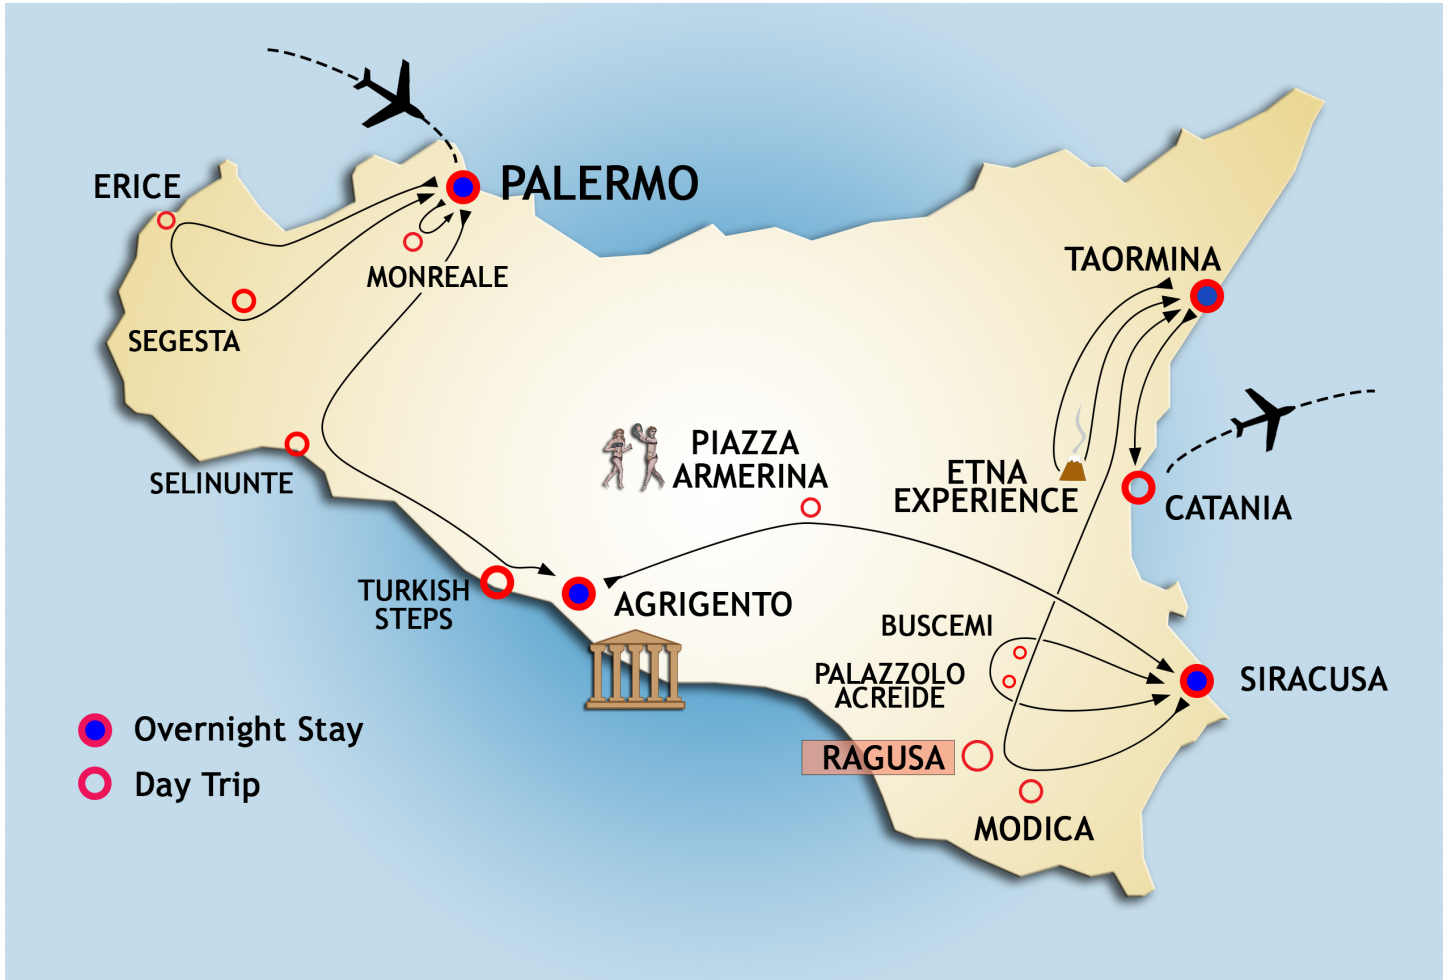 ERICE
PALERMO
MONREALE
SEGESTA
TAORMINA
SELINUNTE
PIAZZA
ARMERINA
ETNA
EXPERIENCE
CATANIA
TURKISH
STEPS
AGRIGENTO
BUSCEMI
PALAZZOLO
ACREIDE
SIRACUSA
RAGUSA
MODICA
Overnight Stay
Day Trip